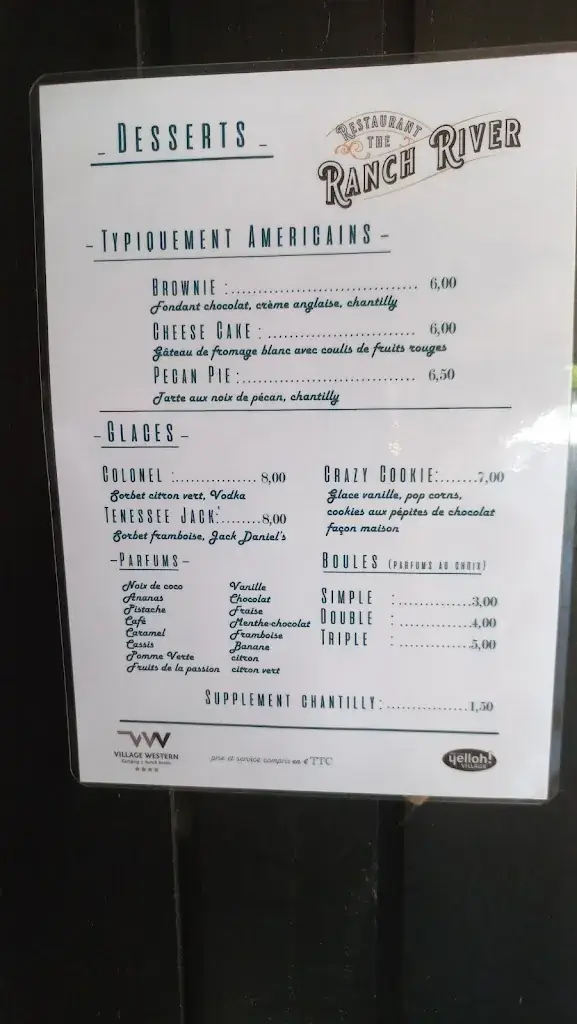 _ DESSERTS _
RESTAURANT
THE
RANCH RIVER
- TYPIQUEMENT AMERICAINS -
BROWNIE :................................. 6,00
Fondant chocolat, crème anglaise, chantilly
CHEESE CAKE : .......................... 6,00
Gâteau de fromage blanc avec coulis de fruits rouges
PECAN PIE:............................... 6,50
Tarte aux noix de pécan, chantilly
- GLACES -
COLONEL :................ 8,00
Sorbet citron vert, Vodka
TENESSEE JACK:........8,00
Sorbet framboise, Jack Daniel's
CRAZY COOKIE:.......7,00
Glace vanille, pop corns,
cookies aux pépites de chocolat
façon maison
-PARFUMS-
Noix de coco
Ananas
Pistache
Café
Caramel
Cassis
Pomme Verte
Fruits de la passion
Vanille
Chocolat
Fraise
Menthe-chocolat
Framboise
Banane
citron
citron vert
BOULES (PARFUMS AU CHOIX)
SIMPLE :.............3,00
DOUBLE :.............4,00
TRIPLE :.............5,00
SUPPLEMENT CHANTILLY:................1,50
VILLAGE WESTERN
prix et service compris en € TTC
yelloh!
VILLAGE